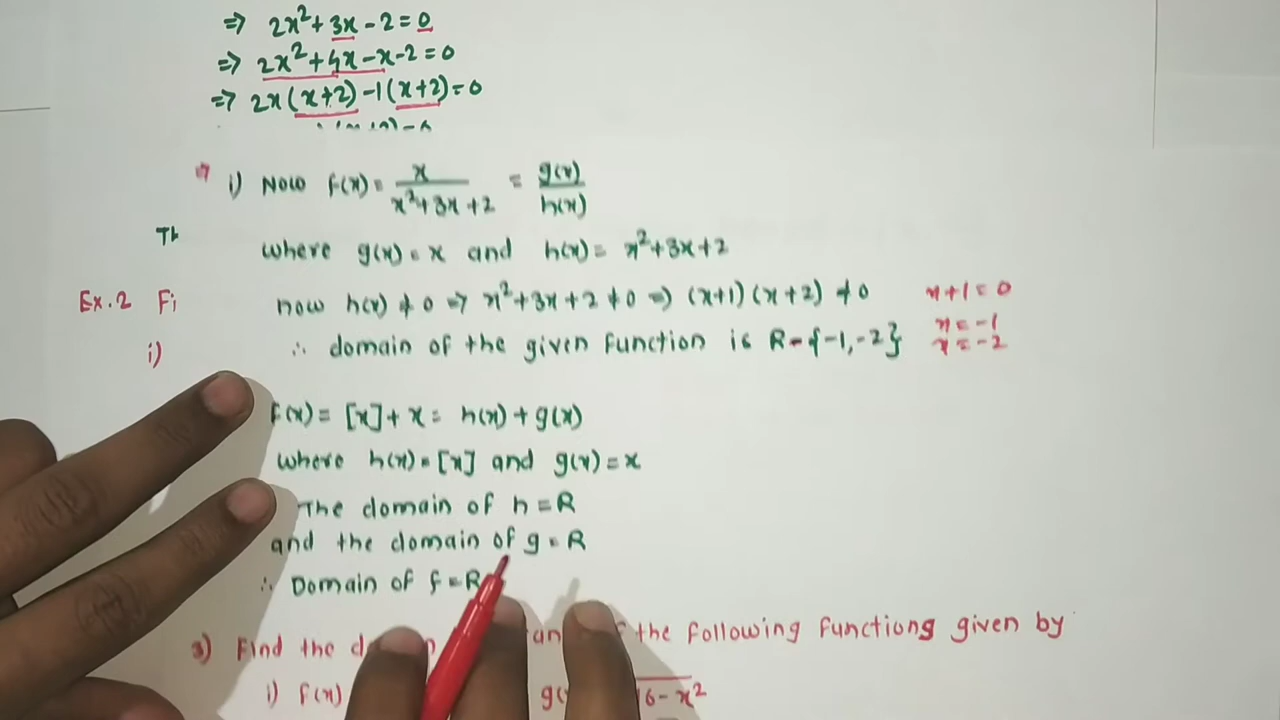 ⇒ 2x²+3x-2=0
⇒ 2x²+4x-x-2=0
⇒ 2x(x+2)-1(x+2)=0
i) Now f(x)= x/x²+3x+2 = g(x)/h(x)
Th
where g(x)=x and h(x)= x²+3x+2
Ex.2 Fi
now h(x)≠0 ⇒ x²+3x+2≠0 ⇒ (x+1)(x+2)≠0 x+1=0
x=-1
i)
∴ domain of the given function is R-{-1,-2} x=-2
f(x)= [x]+x= h(x)+g(x)
where h(x)=[x] and g(x)=x
The domain of h=R
and the domain of g=R
∴ Domain of f=R
3) Find the the following functions given by
i) f(x) 6-x²